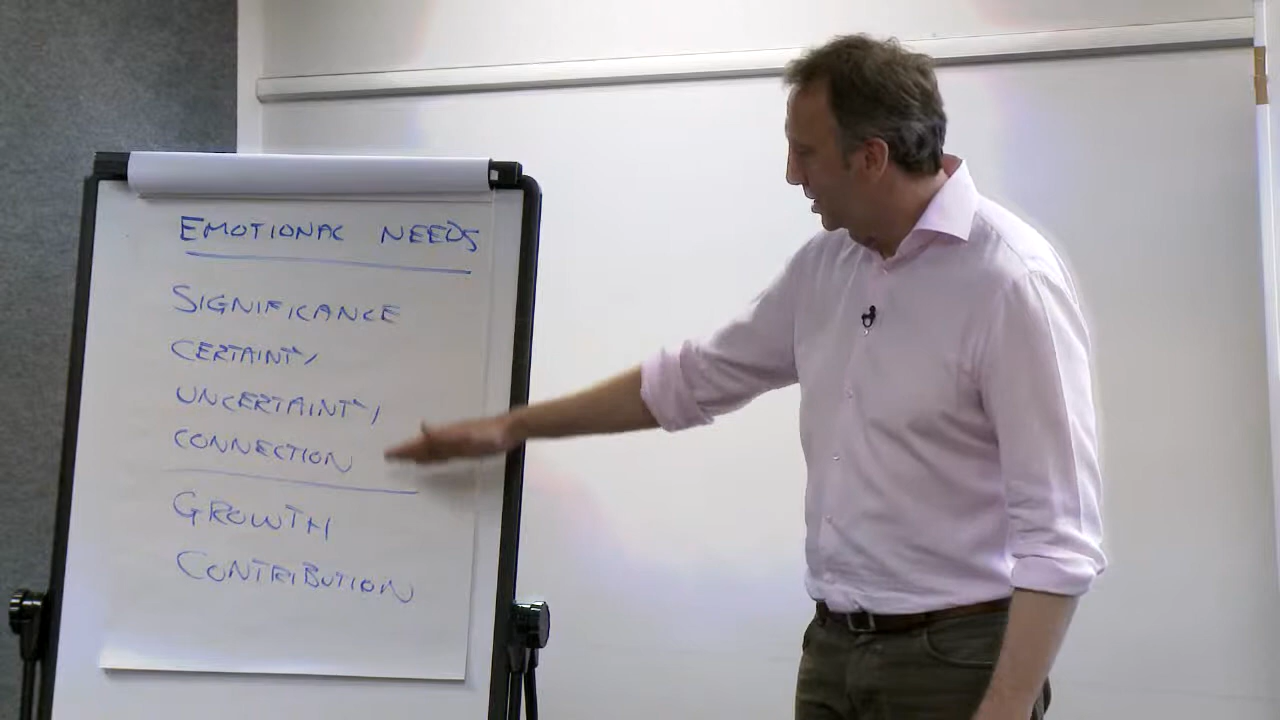 EMOTIONAL NEEDS
SIGNIFICANCE
CERTAINTY
UNCERTAINTY
CONNECTION
GROWTH
CONTRIBUTION